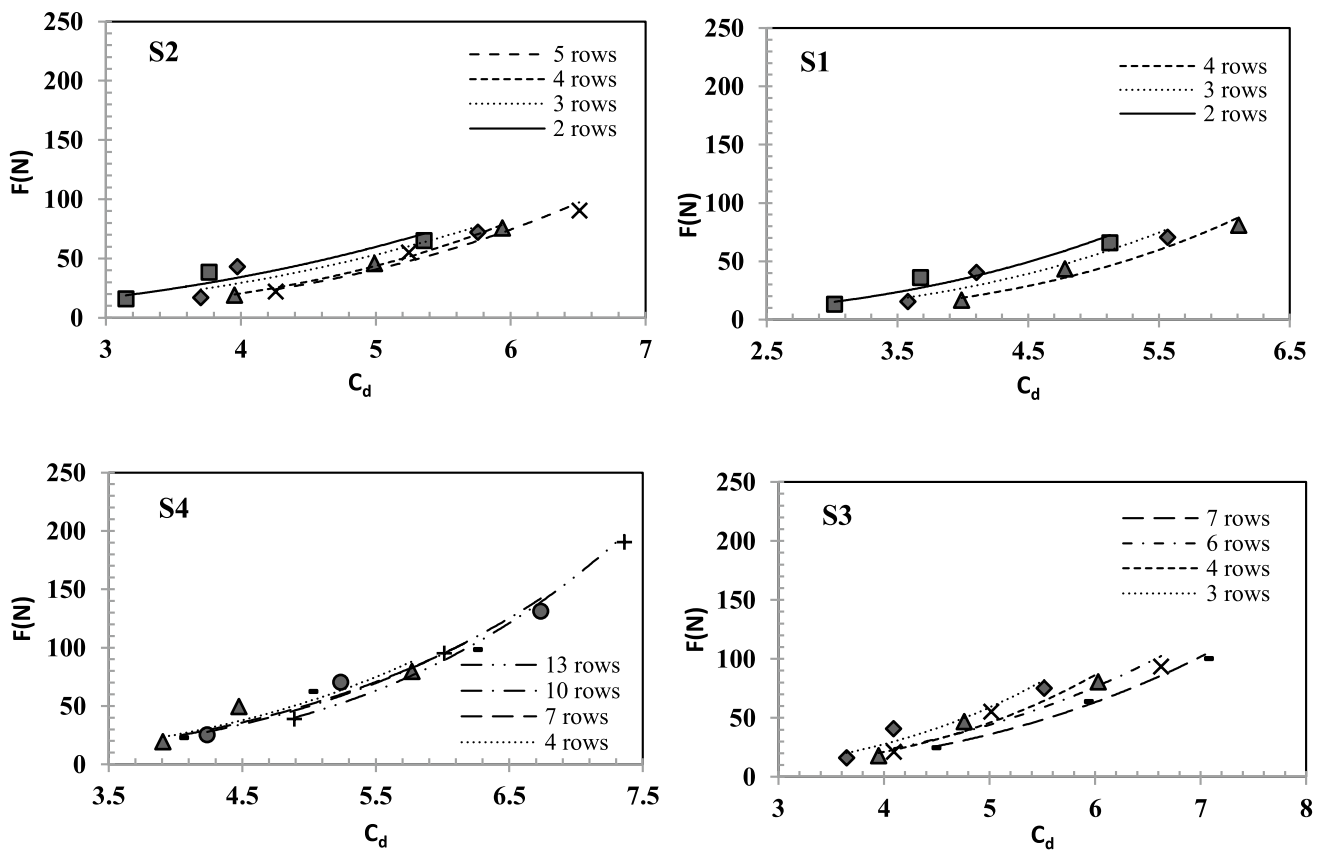 S2
5 rows
4 rows
3 rows
2 rows
F(N)
250
200
150
100
50
0
3 4 5 6 7
Cd
S1
4 rows
3 rows
2 rows
F(N)
250
200
150
100
50
0
2.5 3.5 4.5 5.5 6.5
Cd
S4
13 rows
10 rows
7 rows
4 rows
F(N)
250
200
150
100
50
0
3.5 4.5 5.5 6.5 7.5
Cd
S3
7 rows
6 rows
4 rows
3 rows
F(N)
250
200
150
100
50
0
3 4 5 6 7 8
Cd